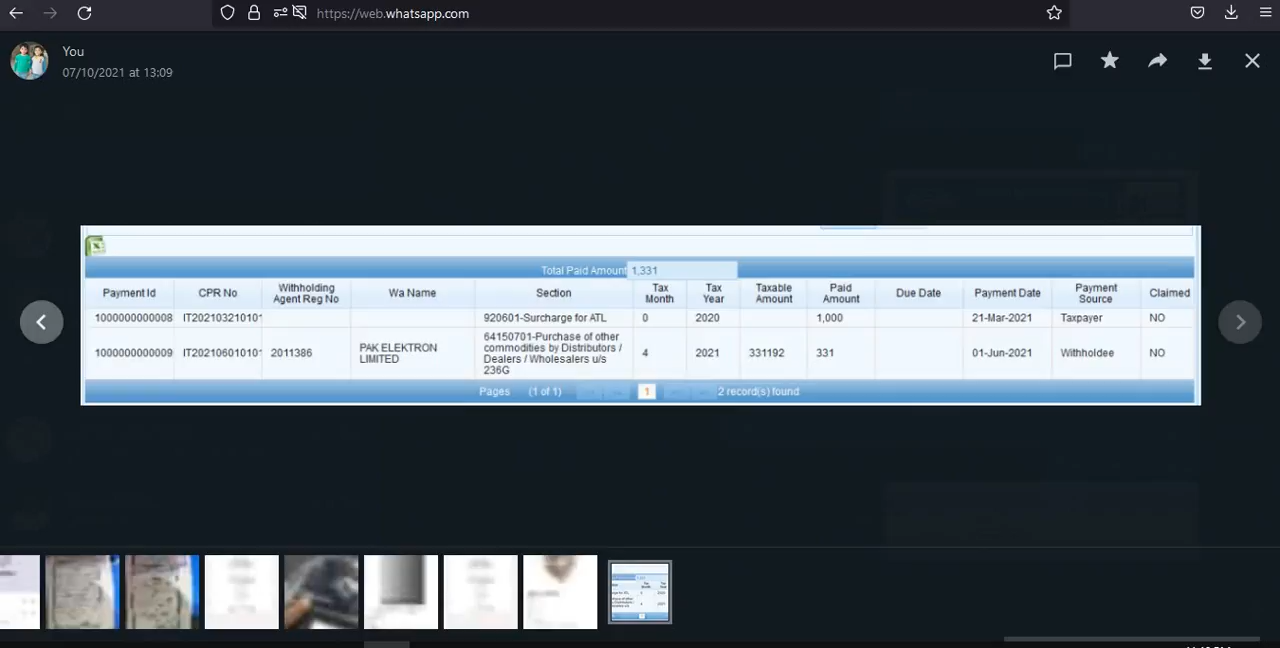 https://web.whatsapp.com
You
07/10/2021 at 13:09
Total Paid Amount 1,331
Payment Id CPR No Withholding Agent Reg No Wa Name Section Tax Month Tax Year Taxable Amount Paid Amount Due Date Payment Date Payment Source Claimed
1000000000008 IT202103210101 920601-Surcharge for ATL 0 2020 1,000 21-Mar-2021 Taxpayer NO
1000000000009 IT202106010101 2011386 PAK ELEKTRON LIMITED 64150701-Purchase of other commodities by Distributors / Dealers / Wholesalers u/s 236G 4 2021 331192 331 01-Jun-2021 Withholdee NO
Pages (1 of 1) 1 2 record(s) found